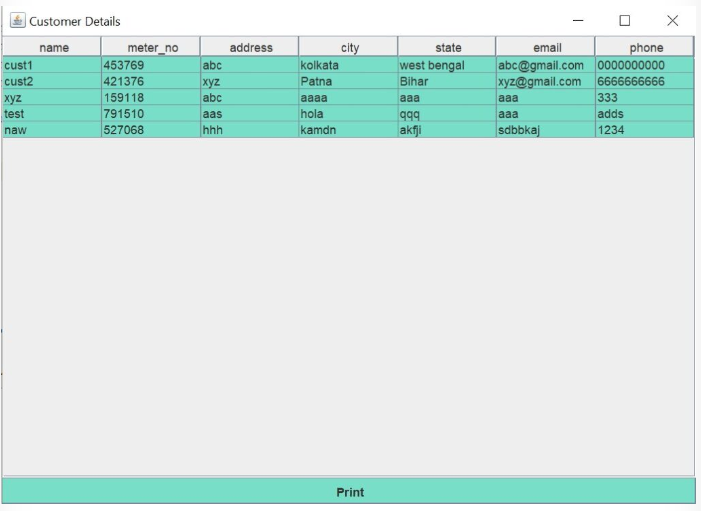 Customer Details
name meter_no address city state email phone
cust1 453769 abc kolkata west bengal abc@gmail.com 0000000000
cust2 421376 xyz Patna Bihar xyz@gmail.com 6666666666
xyz 159118 abc aaaa aaa aaa 333
test 791510 aas hola qqq aaa adds
naw 527068 hhh kamdn akfji sdbbkaj 1234
Print